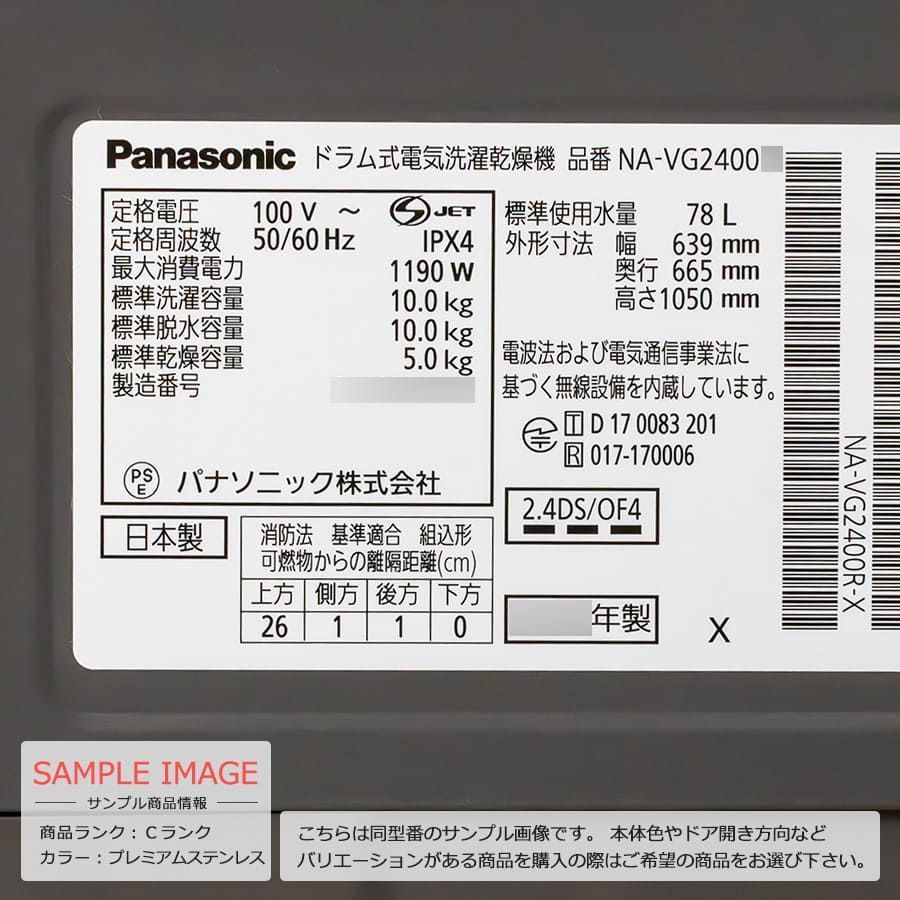 Panasonic ドラム式電気洗濯乾燥機 品番 NA-VG2400
定格電圧 100 V ～ JET
定格周波数 50/60 Hz IPX4
最大消費電力 1190 W
標準洗濯容量 10.0 kg
標準脱水容量 10.0 kg
標準乾燥容量 5.0 kg
製造番号
PS E パナソニック株式会社
日本製
消防法 基準適合 組込形
可燃物からの離隔距離(cm)
上方 側方 後方 下方
26 1 1 0
標準使用水量 78 L
外形寸法 幅 639 mm
奥行 665 mm
高さ1050 mm
電波法および電気通信事業法に
基づく無線設備を内蔵しています。
T D 17 0083 201
R 017-170006
2.4DS/OF4
年製
X
NA-VG2400R-X
SAMPLE IMAGE
サンプル商品情報
商品ランク：Cランク
カラー：プレミアムステンレス
こちらは同型番のサンプル画像です。 本体色やドア開き方向など
バリエーションがある商品を購入の際はご希望の商品をお選び下さい。